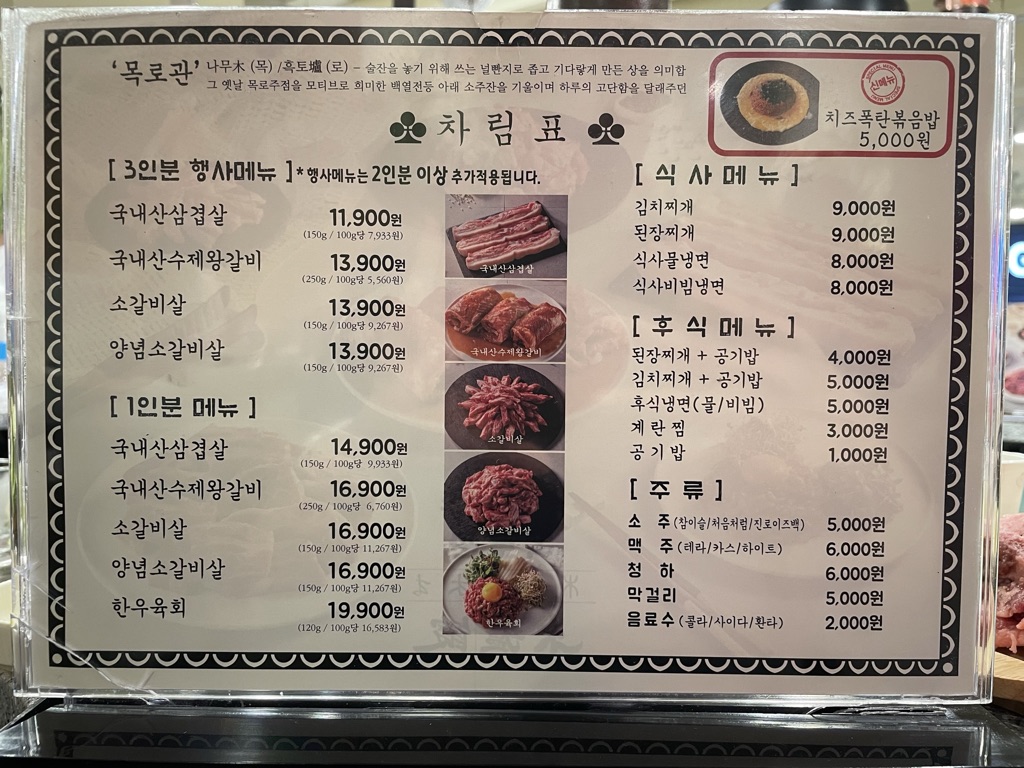 '목로관' 나무木 (목) /흑토壚 (로) - 술잔을 놓기 위해 쓰는 널빤지로 좁고 기다랗게 만든 상을 의미함
그 옛날 목로주점을 모티브로 희미한 백열전등 아래 소주잔을 기울이며 하루의 고단함을 달래주던
차림표
SPECIAL MENU
신메뉴
치즈폭탄볶음밥
5,000원
[ 3인분 행사메뉴 ] * 행사메뉴는 2인분 이상 추가적용됩니다.
국내산삼겹살 11,900원
(150g / 100g당 7,933원)
국내산수제왕갈비 13,900원
(250g / 100g당 5,560원)
소갈비살 13,900원
(150g / 100g당 9,267원)
양념소갈비살 13,900원
(150g / 100g당 9,267원)
[ 1인분 메뉴 ]
국내산삼겹살 14,900원
(150g / 100g당 9,933원)
국내산수제왕갈비 16,900원
(250g / 100g당 6,760원)
소갈비살 16,900원
(150g / 100g당 11,267원)
양념소갈비살 16,900원
(150g / 100g당 11,267원)
한우육회 19,900원
(120g / 100g당 16,583원)
국내산삼겹살
국내산수제왕갈비
소갈비살
양념소갈비살
한우육회
[ 식사메뉴 ]
김치찌개 9,000원
된장찌개 9,000원
식사물냉면 8,000원
식사비빔냉면 8,000원
[ 후식메뉴 ]
된장찌개 + 공기밥 4,000원
김치찌개 + 공기밥 5,000원
후식냉면(물/비빔) 5,000원
계란찜 3,000원
공기밥 1,000원
[ 주류 ]
소 주 (참이슬/처음처럼/진로이즈백) 5,000원
맥 주 (테라/카스/하이트) 6,000원
청 하 6,000원
막걸리 5,000원
음료수 (콜라/사이다/환타) 2,000원